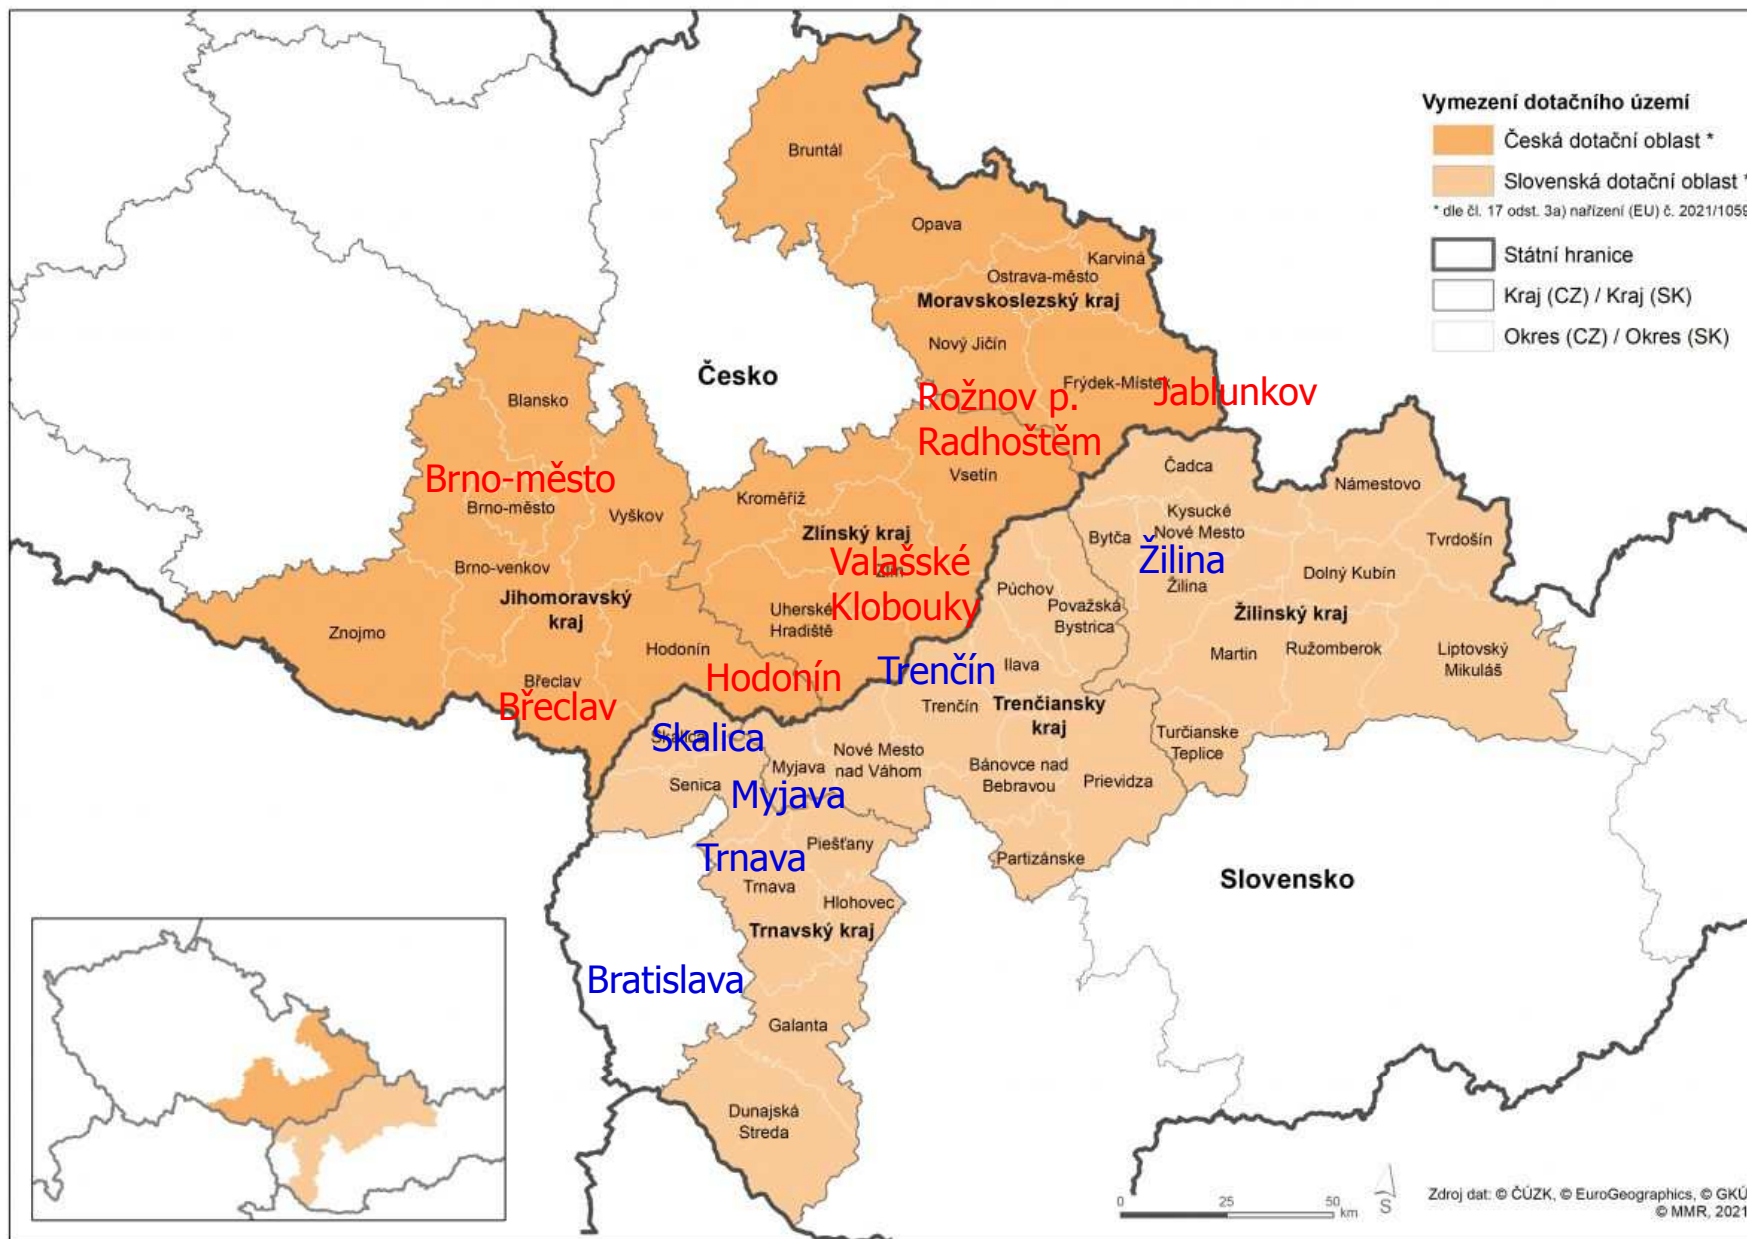 Vymezení dotačního území
Česká dotační oblast *
Slovenská dotační oblast *
* dle čl. 17 odst. 3a) nařízení (EU) č. 2021/1059
Státní hranice
Kraj (CZ) / Kraj (SK)
Okres (CZ) / Okres (SK)
Bruntál
Opava
Karviná
Ostrava-město
Moravskoslezský kraj
Nový Jičín
Česko
Frýdek-Místek
Jablunkov
Rožnov p.
Radhoštěm
Blansko
Vsetín
Čadca
Brno-město
Brno-město
Kroměříž
Námestovo
Vyškov
Kysucké
Nové Mesto
Zlínský kraj
Bytča
Tvrdošín
Valašské
Klobouky
Zlín
Žilina
Žilina
Brno-venkov
Dolný Kubín
Jihomoravský
kraj
Púchov
Uherské
Hradiště
Považská
Bystrica
Žilinský kraj
Znojmo
Hodonín
Martin
Ružomberok
Liptovský
Mikuláš
Ilava
Trenčín
Hodonín
Břeclav
Břeclav
Trenčín
Trenčiansky
kraj
Skalica
Skalica
Turčianske
Teplice
Nové Mesto
nad Váhom
Myjava
Bánovce nad
Bebravou
Prievidza
Senica
Myjava
Piešťany
Trnava
Partizánske
Trnava
Slovensko
Hlohovec
Trnavský kraj
Bratislava
Galanta
Dunajská
Streda
0 25 50
km
S
Zdroj dat: © ČÚZK, © EuroGeographics, © GKÚ
© MMR, 2021